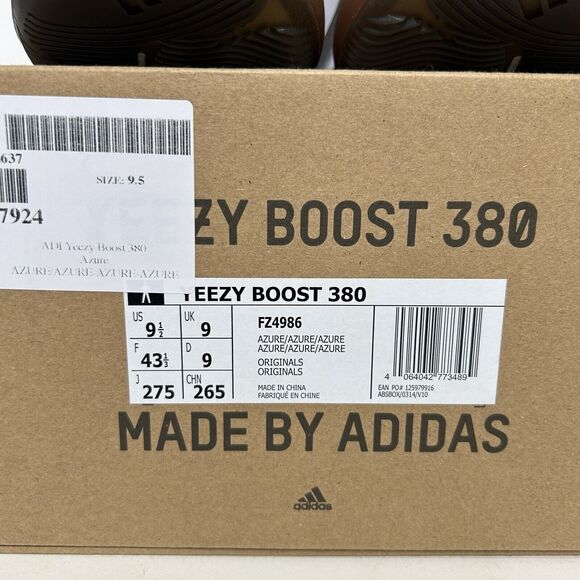 637
SIZE: 9.5
7924
ADI Yeezy Boost 380
Azure
AZURE/AZURE AZURE-AZURE
ZY BOOST 380
YEEZY BOOST 380
US UK
9½ 9
F D
43⅓ 9
J CHN
275 265
FZ4986
AZURE/AZURE/AZURE
AZURE/AZURE/AZURE
ORIGINALS
ORIGINALS
MADE IN CHINA
FABRIQUÉ EN CHINE
4 064042 773489
EAN PO# 125979916
ABSBOX/0314/V10
MADE BY ADIDAS
adidas